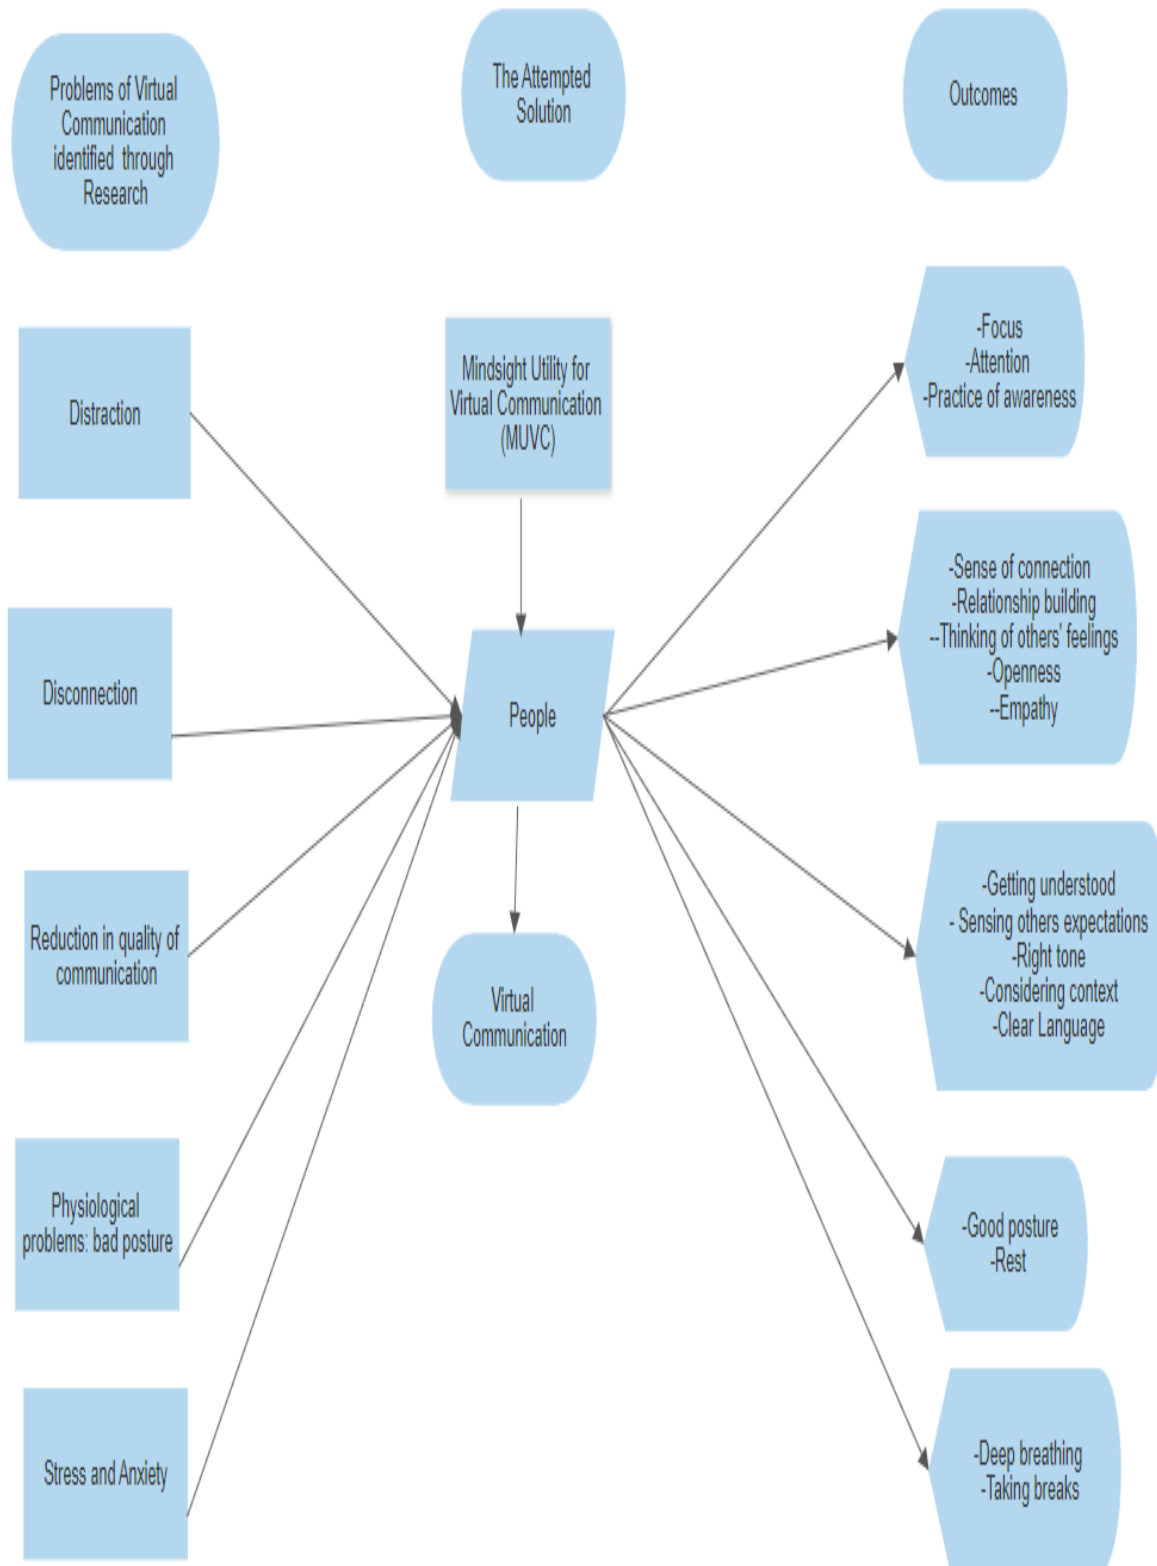 Problems of Virtual
Communication
identified through
Research
The Attempted
Solution
Outcomes
Distraction
Mindsight Utility for
Virtual Communication
(MUVC)
-Focus
-Attention
-Practice of awareness
Disconnection
People
-Sense of connection
-Relationship building
--Thinking of others' feelings
-Openness
--Empathy
Reduction in quality of
communication
Virtual
Communication
-Getting understood
- Sensing others expectations
-Right tone
-Considering context
-Clear Language
Physiological
problems: bad posture
-Good posture
-Rest
Stress and Anxiety
-Deep breathing
-Taking breaks